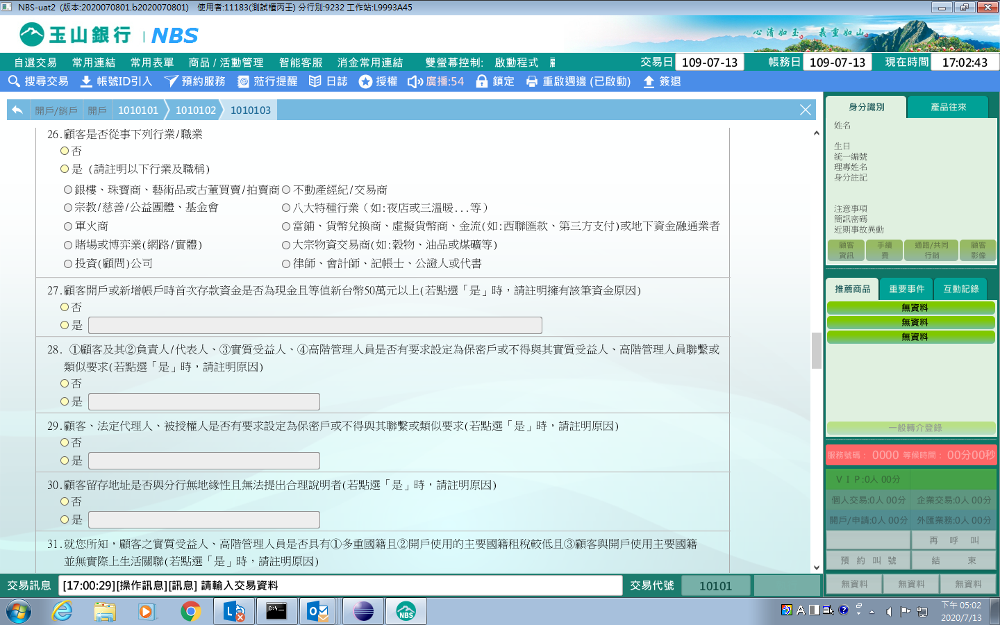 NBS-uat2 (版本:2020070801.b2020070801) 使用者:11183(測試櫃丙壬) 分行別:9232 工作站:L9993A45
玉山銀行 NBS
心清如玉 義重如山
自選交易 常用連結 常用表單 商品/活動管理 智能客服 消金常用連結 雙螢幕控制: 啟動程式
交易日 109-07-13 帳務日 109-07-13 現在時間 17:02:43
搜尋交易 帳號ID引入 預約服務 蒞行提醒 日誌 授權 廣播:54 鎖定 重啟週邊 (已啟動) 簽退
開戶/銷戶 開戶 1010101 1010102 1010103
26.顧客是否從事下列行業/職業
否
是 (請註明以下行業及職稱)
銀樓、珠寶商、藝術品或古董買賣/拍賣商 不動產經紀/交易商
宗教/慈善/公益團體、基金會 八大特種行業(如:夜店或三溫暖...等)
軍火商 當鋪、貨幣兌換商、虛擬貨幣商、金流(如:西聯匯款、第三方支付)或地下資金融通業者
賭場或博弈業(網路/實體) 大宗物資交易商(如:穀物、油品或煤礦等)
投資(顧問)公司 律師、會計師、記帳士、公證人或代書
27.顧客開戶或新增帳戶時首次存款資金是否為現金且等值新台幣50萬元以上(若點選「是」時，請註明擁有該筆資金原因)
否
是
28. ①顧客及其②負責人/代表人、③實質受益人、④高階管理人員是否有要求設定為保密戶或不得與其實質受益人、高階管理人員聯繫或
類似要求(若點選「是」時，請註明原因)
否
是
29.顧客、法定代理人、被授權人是否有要求設定為保密戶或不得與其聯繫或類似要求(若點選「是」時，請註明原因)
否
是
30.顧客留存地址是否與分行無地緣性且無法提出合理說明者(若點選「是」時，請註明原因)
否
是
31.就您所知，顧客之實質受益人、高階管理人員是否具有①多重國籍且②開戶使用的主要國籍租稅較低且③顧客與開戶使用主要國籍
並無實際上生活關聯(若點選「是」時，請註明原因)
身分識別 產品往來
姓名
生日
統一編號
理專姓名
身分註記
注意事項
簡訊密碼
近期事故異動
顧客資訊 手續費 通路/共同行銷 顧客影像
推薦商品 重要事件 互動記錄
無資料
無資料
無資料
一般轉介登錄
服務號碼： 0000 等候時間： 00分00秒
ＶＩＰ:0人 00分
個人交易:0人 00分 企業交易:0人 00分
開戶/申請:0人 00分 外匯業務:0人 00分
再 呼 叫
預 約 叫 號 結 束
無資料 無資料 無資料
交易訊息 [17:00:29][操作訊息][訊息] 請輸入交易資料 交易代號 10101
下午 05:02
2020/7/13